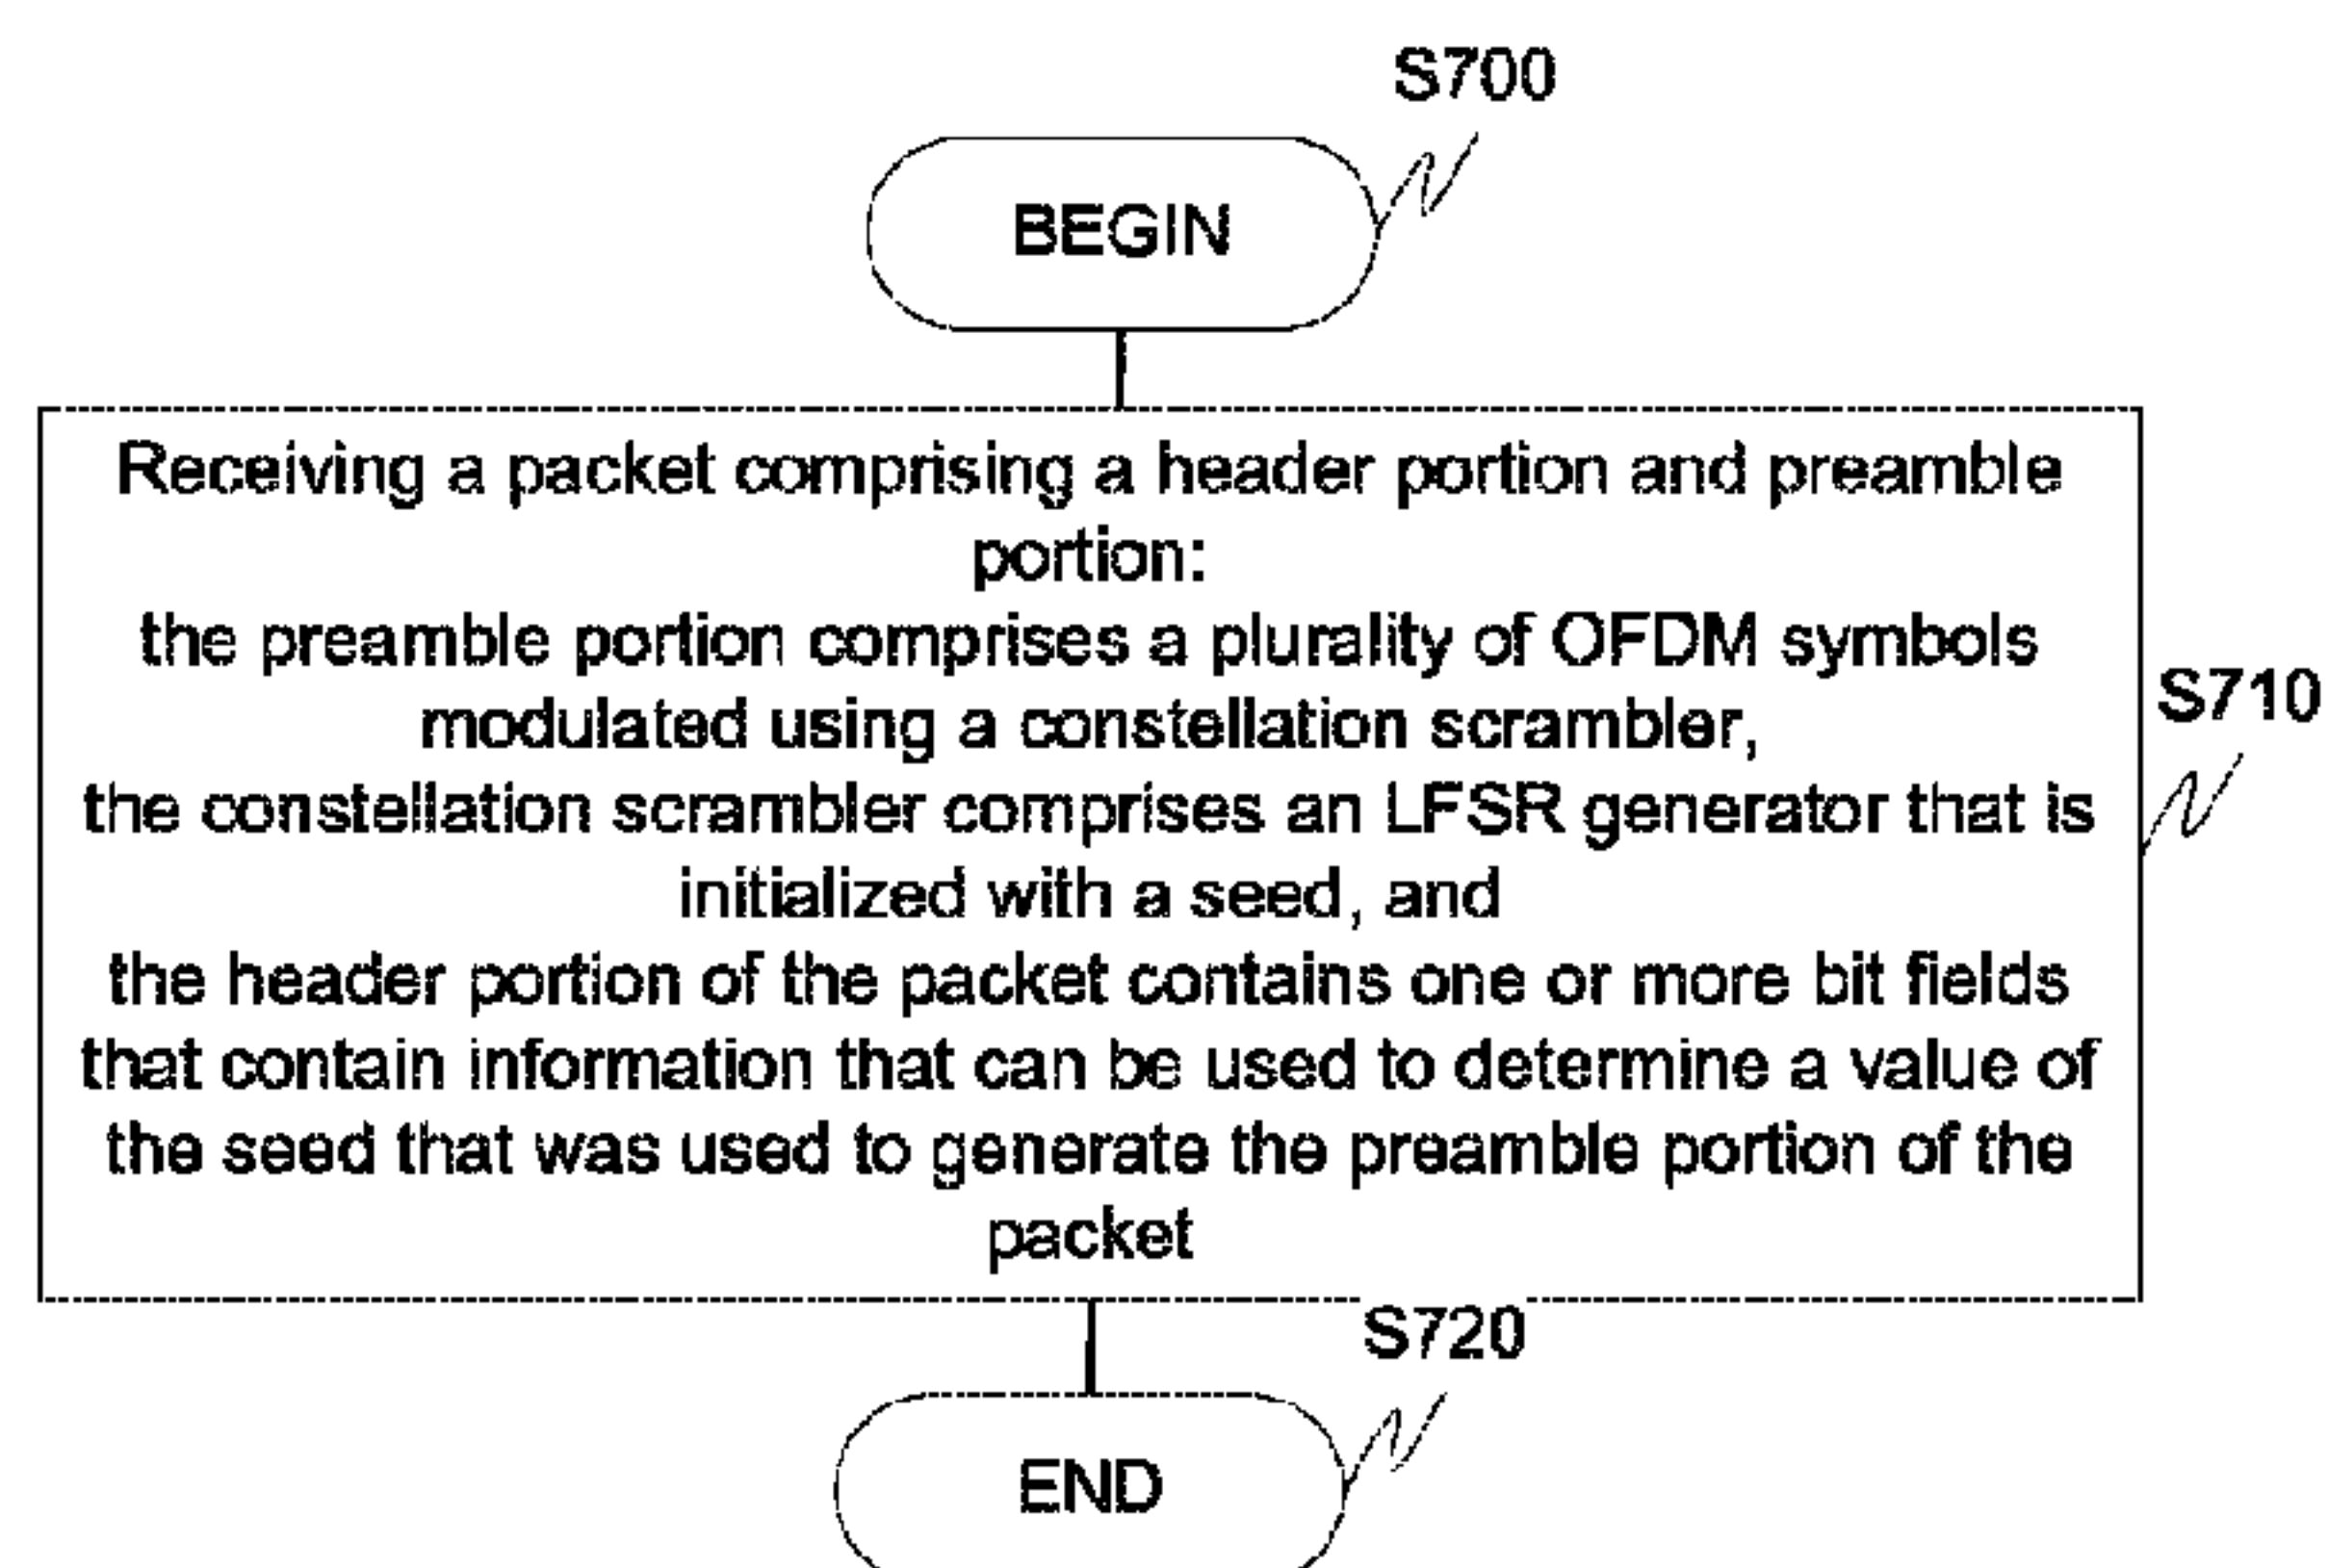 S700
BEGIN
Receiving a packet comprising a header portion and preamble
portion:
the preamble portion comprises a plurality of OFDM symbols
modulated using a constellation scrambler,
the constellation scrambler comprises an LFSR generator that is
initialized with a seed, and
the header portion of the packet contains one or more bit fields
that contain information that can be used to determine a value of
the seed that was used to generate the preamble portion of the
packet
S710
S720
END